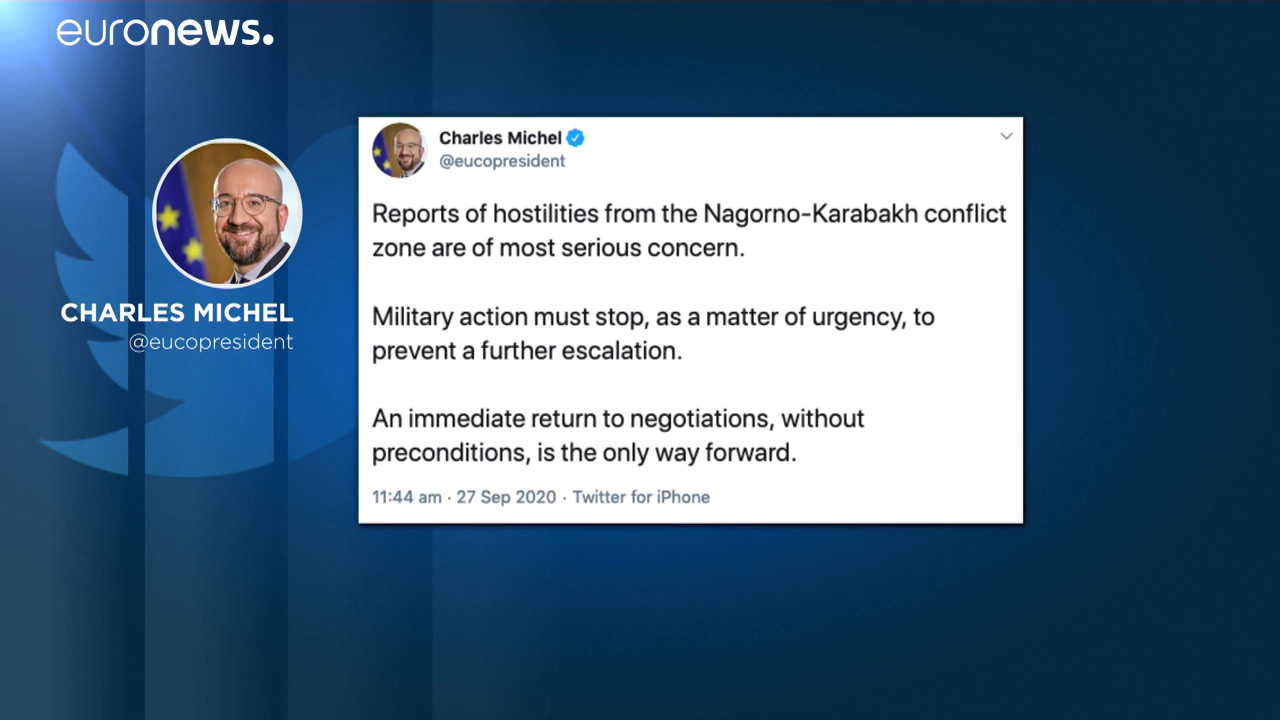 euronews.
CHARLES MICHEL
@eucopresident
Charles Michel
@eucopresident
Reports of hostilities from the Nagorno-Karabakh conflict
zone are of most serious concern.
Military action must stop, as a matter of urgency, to
prevent a further escalation.
An immediate return to negotiations, without
preconditions, is the only way forward.
11:44 am · 27 Sep 2020 · Twitter for iPhone